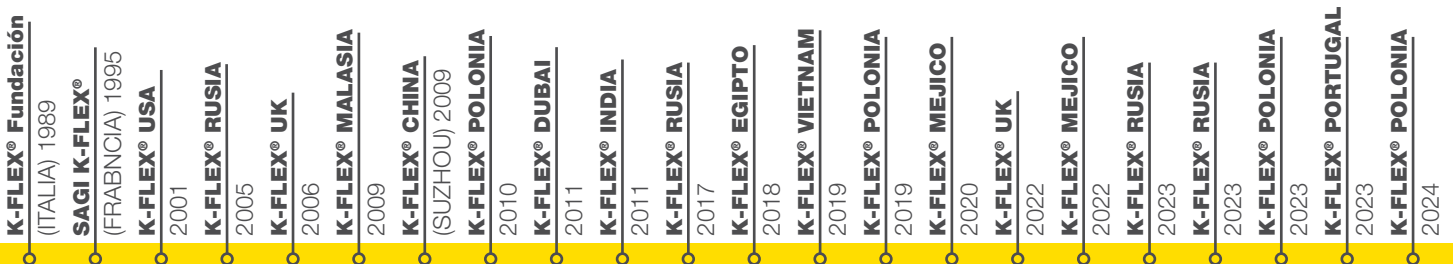 K-FLEX® Fundación
(ITALIA) 1989
SAGI K-FLEX®
(FRABNCIA) 1995
K-FLEX® USA
2001
K-FLEX® RUSIA
2005
K-FLEX® UK
2006
K-FLEX® MALASIA
2009
K-FLEX® CHINA
(SUZHOU) 2009
K-FLEX® POLONIA
2010
K-FLEX® DUBAI
2011
K-FLEX® INDIA
2011
K-FLEX® RUSIA
2017
K-FLEX® EGIPTO
2018
K-FLEX® VIETNAM
2019
K-FLEX® POLONIA
2019
K-FLEX® MEJICO
2020
K-FLEX® UK
2022
K-FLEX® MEJICO
2022
K-FLEX® RUSIA
2023
K-FLEX® RUSIA
2023
K-FLEX® POLONIA
2023
K-FLEX® PORTUGAL
2023
K-FLEX® POLONIA
2024